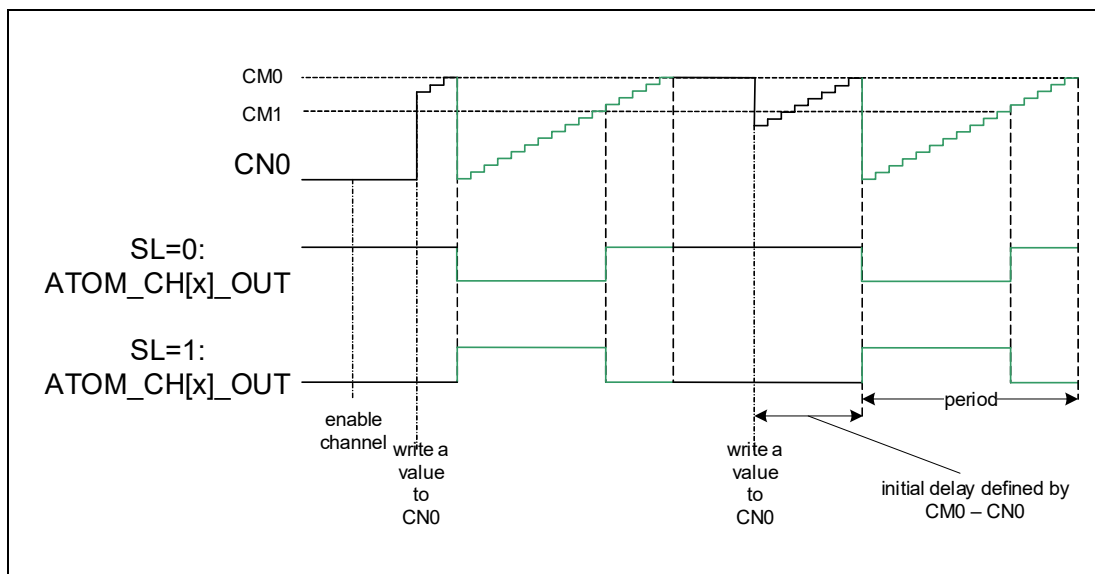 CM0
CM1
CN0
SL=0:
ATOM_CH[x]_OUT
SL=1:
ATOM_CH[x]_OUT
enable
channel
write a
value
to
CN0
write a
value
to
CN0
period
initial delay defined by
CM0 – CN0